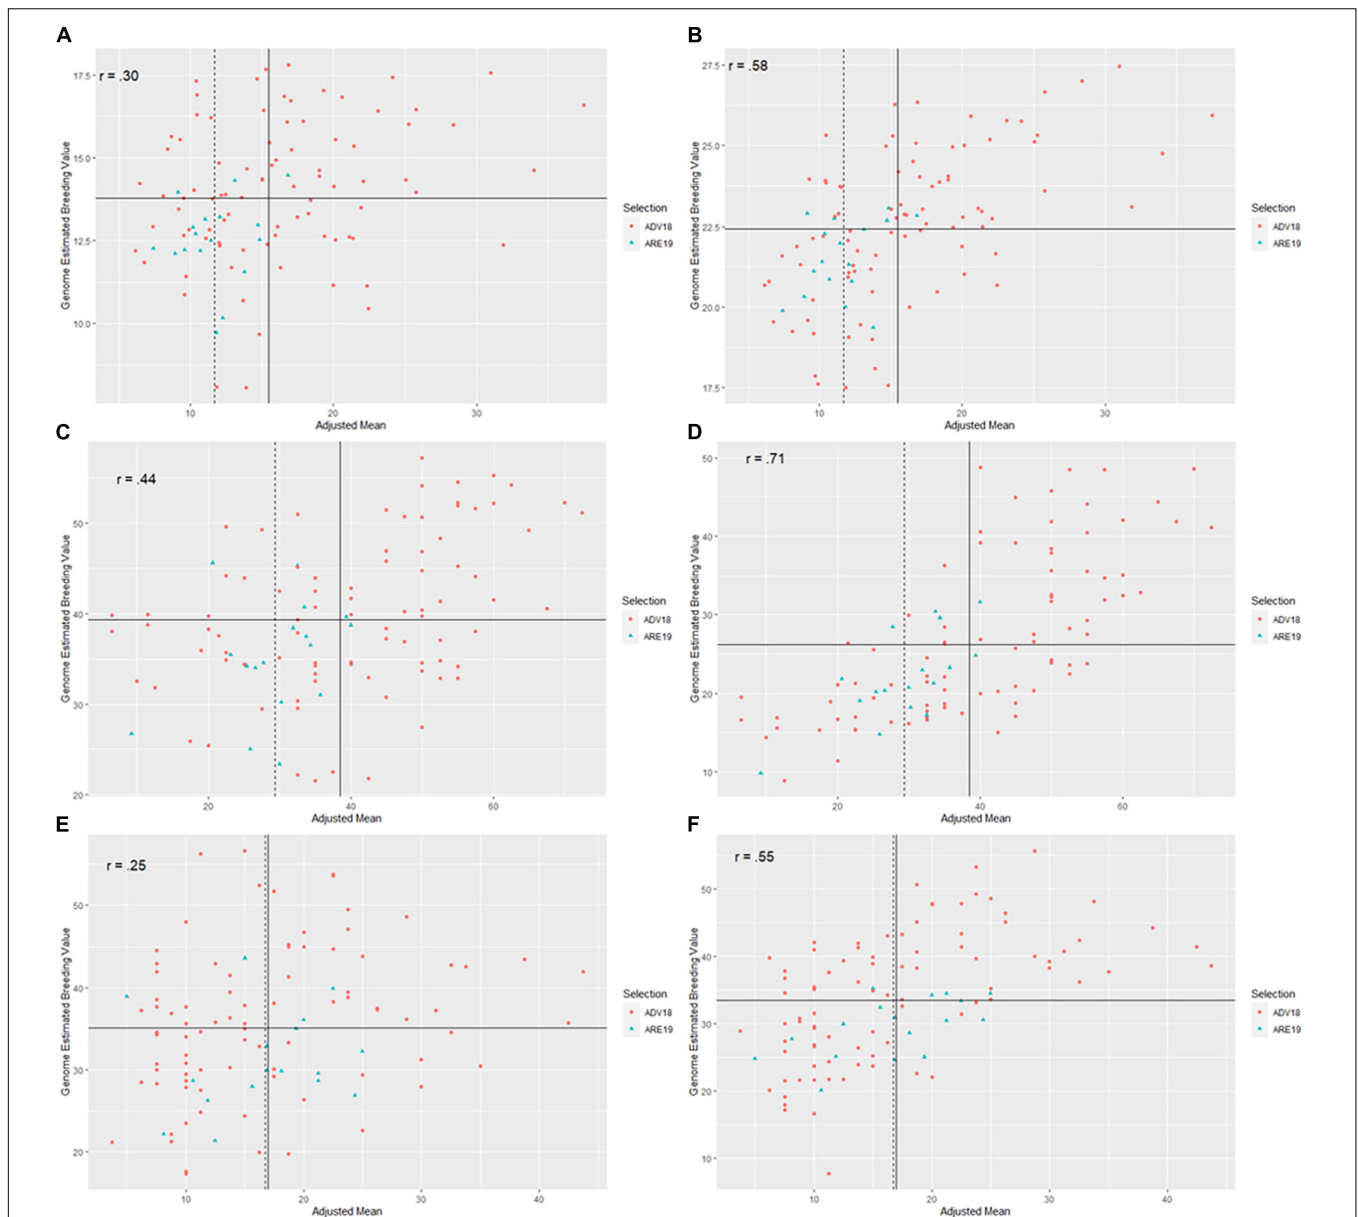 A
r = .30
17.5
15.0
12.5
10.0
Genome Estimated Breeding Value
10 20 30
Adjusted Mean
Selection
ADV18
ARE19
B
r = .58
27.5
25.0
22.5
20.0
17.5
Genome Estimated Breeding Value
10 20 30
Adjusted Mean
Selection
ADV18
ARE19
C
r = .44
50
40
30
20
Genome Estimated Breeding Value
20 40 60
Adjusted Mean
Selection
ADV18
ARE19
D
r = .71
50
40
30
20
10
Genome Estimated Breeding Value
20 40 60
Adjusted Mean
Selection
ADV18
ARE19
E
r = .25
50
40
30
20
Genome Estimated Breeding Value
10 20 30 40
Adjusted Mean
Selection
ADV18
ARE19
F
r = .55
50
40
30
20
10
Genome Estimated Breeding Value
10 20 30 40
Adjusted Mean
Selection
ADV18
ARE19